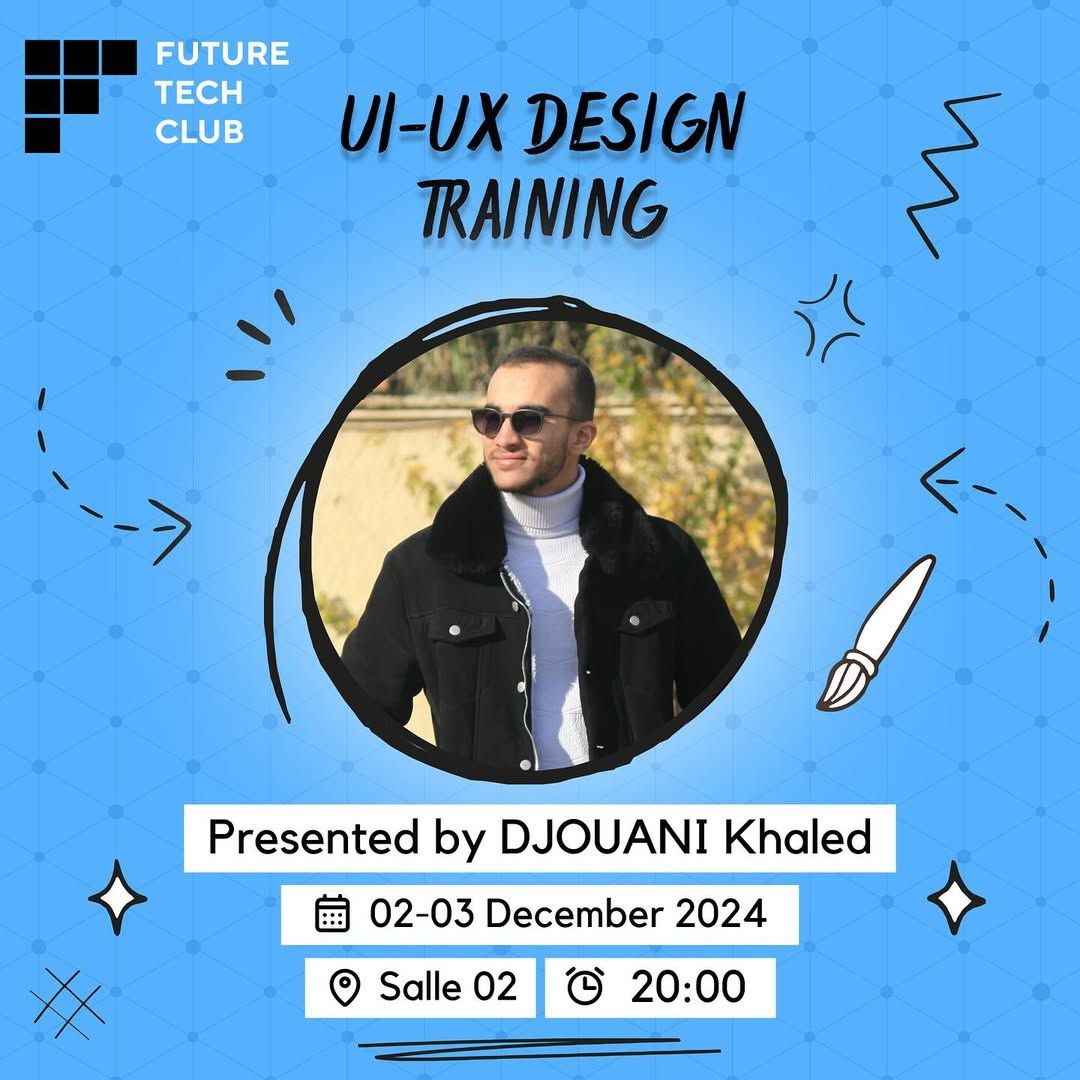 FUTURE
TECH
CLUB
UI-UX DESIGN
TRAINING
Presented by DJOUANI Khaled
02-03 December 2024
Salle 02
20:00